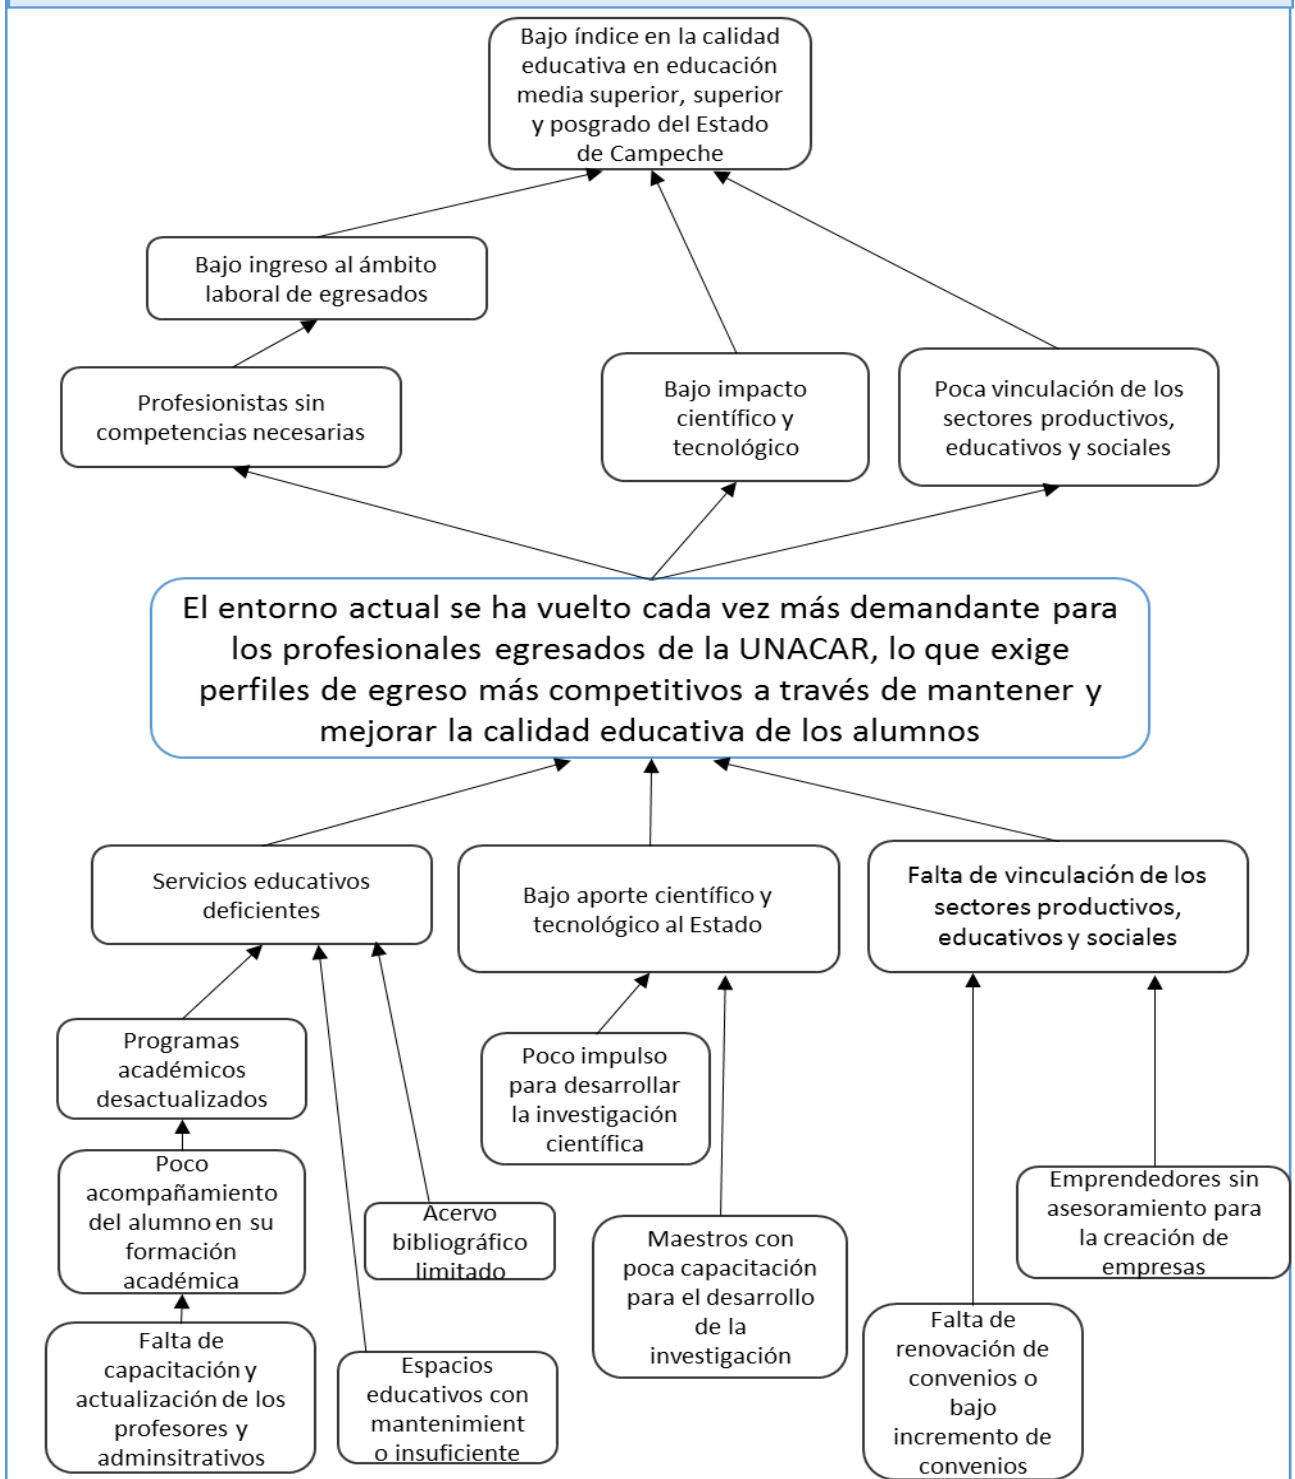 Bajo índice en la calidad
educativa en educación
media superior, superior
y posgrado del Estado
de Campeche
Bajo ingreso al ámbito
laboral de egresados
Profesionistas sin
competencias necesarias
Bajo impacto
científico y
tecnológico
Poca vinculación de los
sectores productivos,
educativos y sociales
El entorno actual se ha vuelto cada vez más demandante para
los profesionales egresados de la UNACAR, lo que exige
perfiles de egreso más competitivos a través de mantener y
mejorar la calidad educativa de los alumnos
Servicios educativos
deficientes
Bajo aporte científico y
tecnológico al Estado
Falta de vinculación de los
sectores productivos,
educativos y sociales
Programas
académicos
desactualizados
Poco
acompañamiento
del alumno en su
formación
académica
Falta de
capacitación y
actualización de los
profesores y
adminsitrativos
Acervo
bibliográfico
limitado
Espacios
educativos con
mantenimient
o insuficiente
Poco impulso
para desarrollar
la investigación
científica
Maestros con
poca capacitación
para el desarrollo
de la
investigación
Falta de
renovación de
convenios o
bajo
incremento de
convenios
Emprendedores sin
asesoramiento para
la creación de
empresas